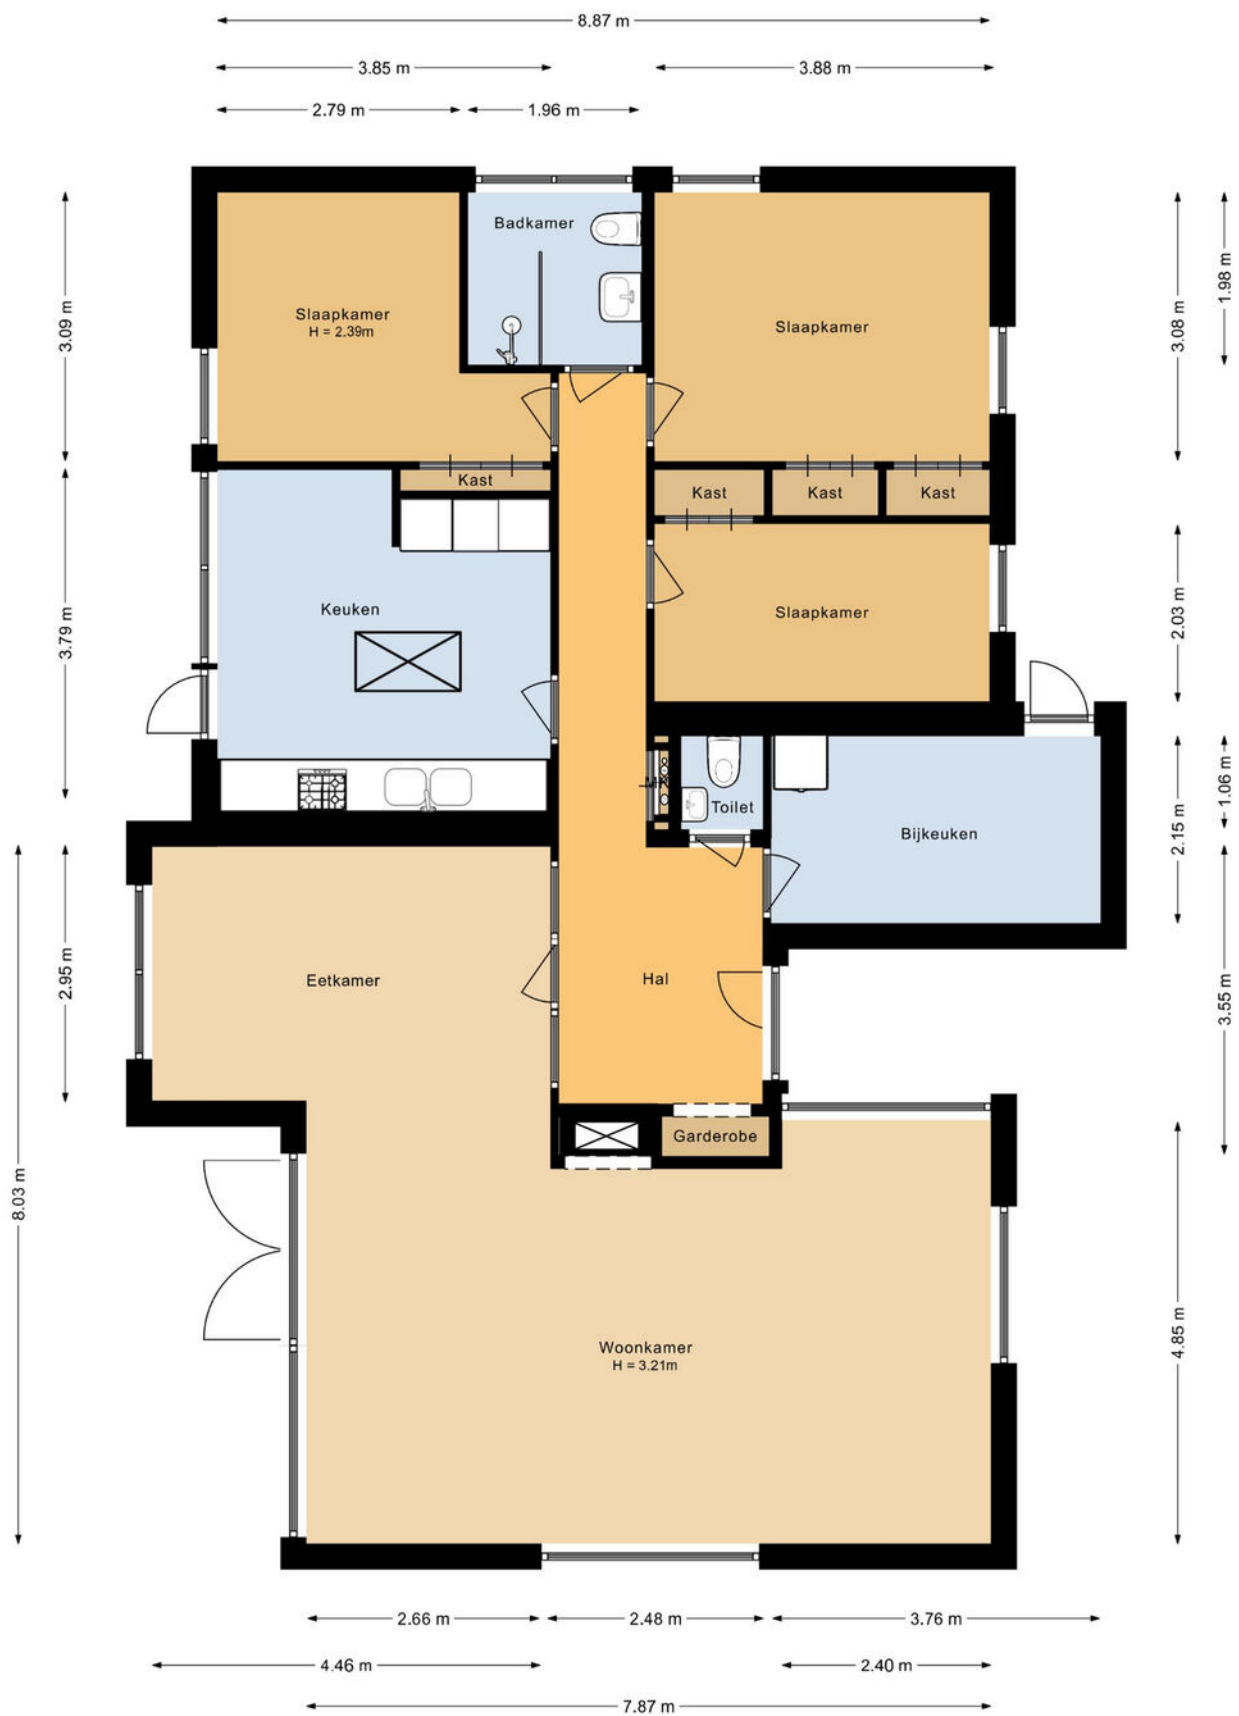 8.87 m
3.85 m
3.88 m
2.79 m
1.96 m
Badkamer
Slaapkamer
H = 2.39m
Slaapkamer
3.09 m
3.08 m
1.98 m
Kast
Kast
Kast
Kast
Keuken
Slaapkamer
3.79 m
2.03 m
MK
Toilet
Bijkeuken
2.15 m
1.06 m
Eetkamer
Hal
2.95 m
3.55 m
Garderobe
8.03 m
Woonkamer
H = 3.21m
4.85 m
2.66 m
2.48 m
3.76 m
4.46 m
2.40 m
7.87 m